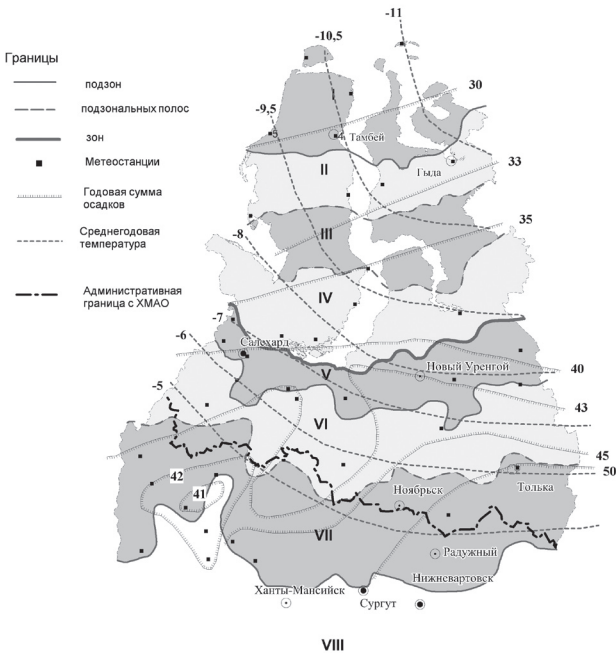 Границы
подзон
подзональных полос
зон
Метеостанции
Годовая сумма
осадков
Среднегодовая
температура
Административная
граница с ХМАО
-11
-10,5
-9,5
30
I
Тамбей
II
Гыда
33
III
35
-8
IV
-7
Салехард
-6
V
Новый Уренгой
40
-5
43
VI
45
50
42
41
Ноябрьск
Толька
VII
Радужный
Нижневартовск
Ханты-Мансийск
Сургут
VIII